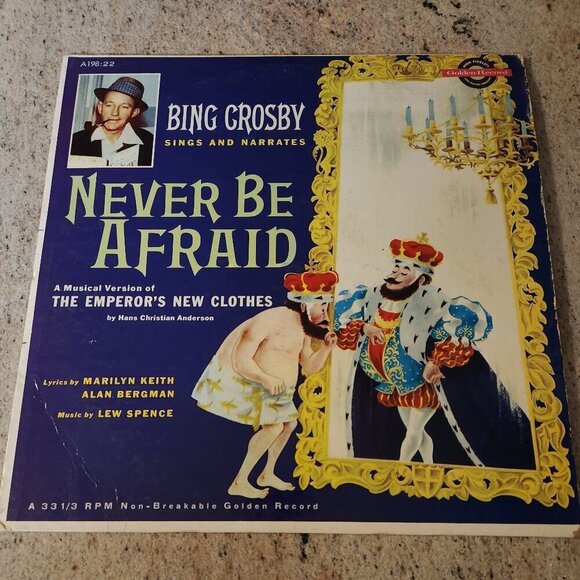 A198:22
HIGH FIDELITY
Golden Record
BING CROSBY
SINGS AND NARRATES
NEVER BE
AFRAID
A Musical Version of
THE EMPEROR'S NEW CLOTHES
by Hans Christian Anderson
Lyrics by MARILYN KEITH
ALAN BERGMAN
Music by LEW SPENCE
A 33 1/3 RPM Non-Breakable Golden Record